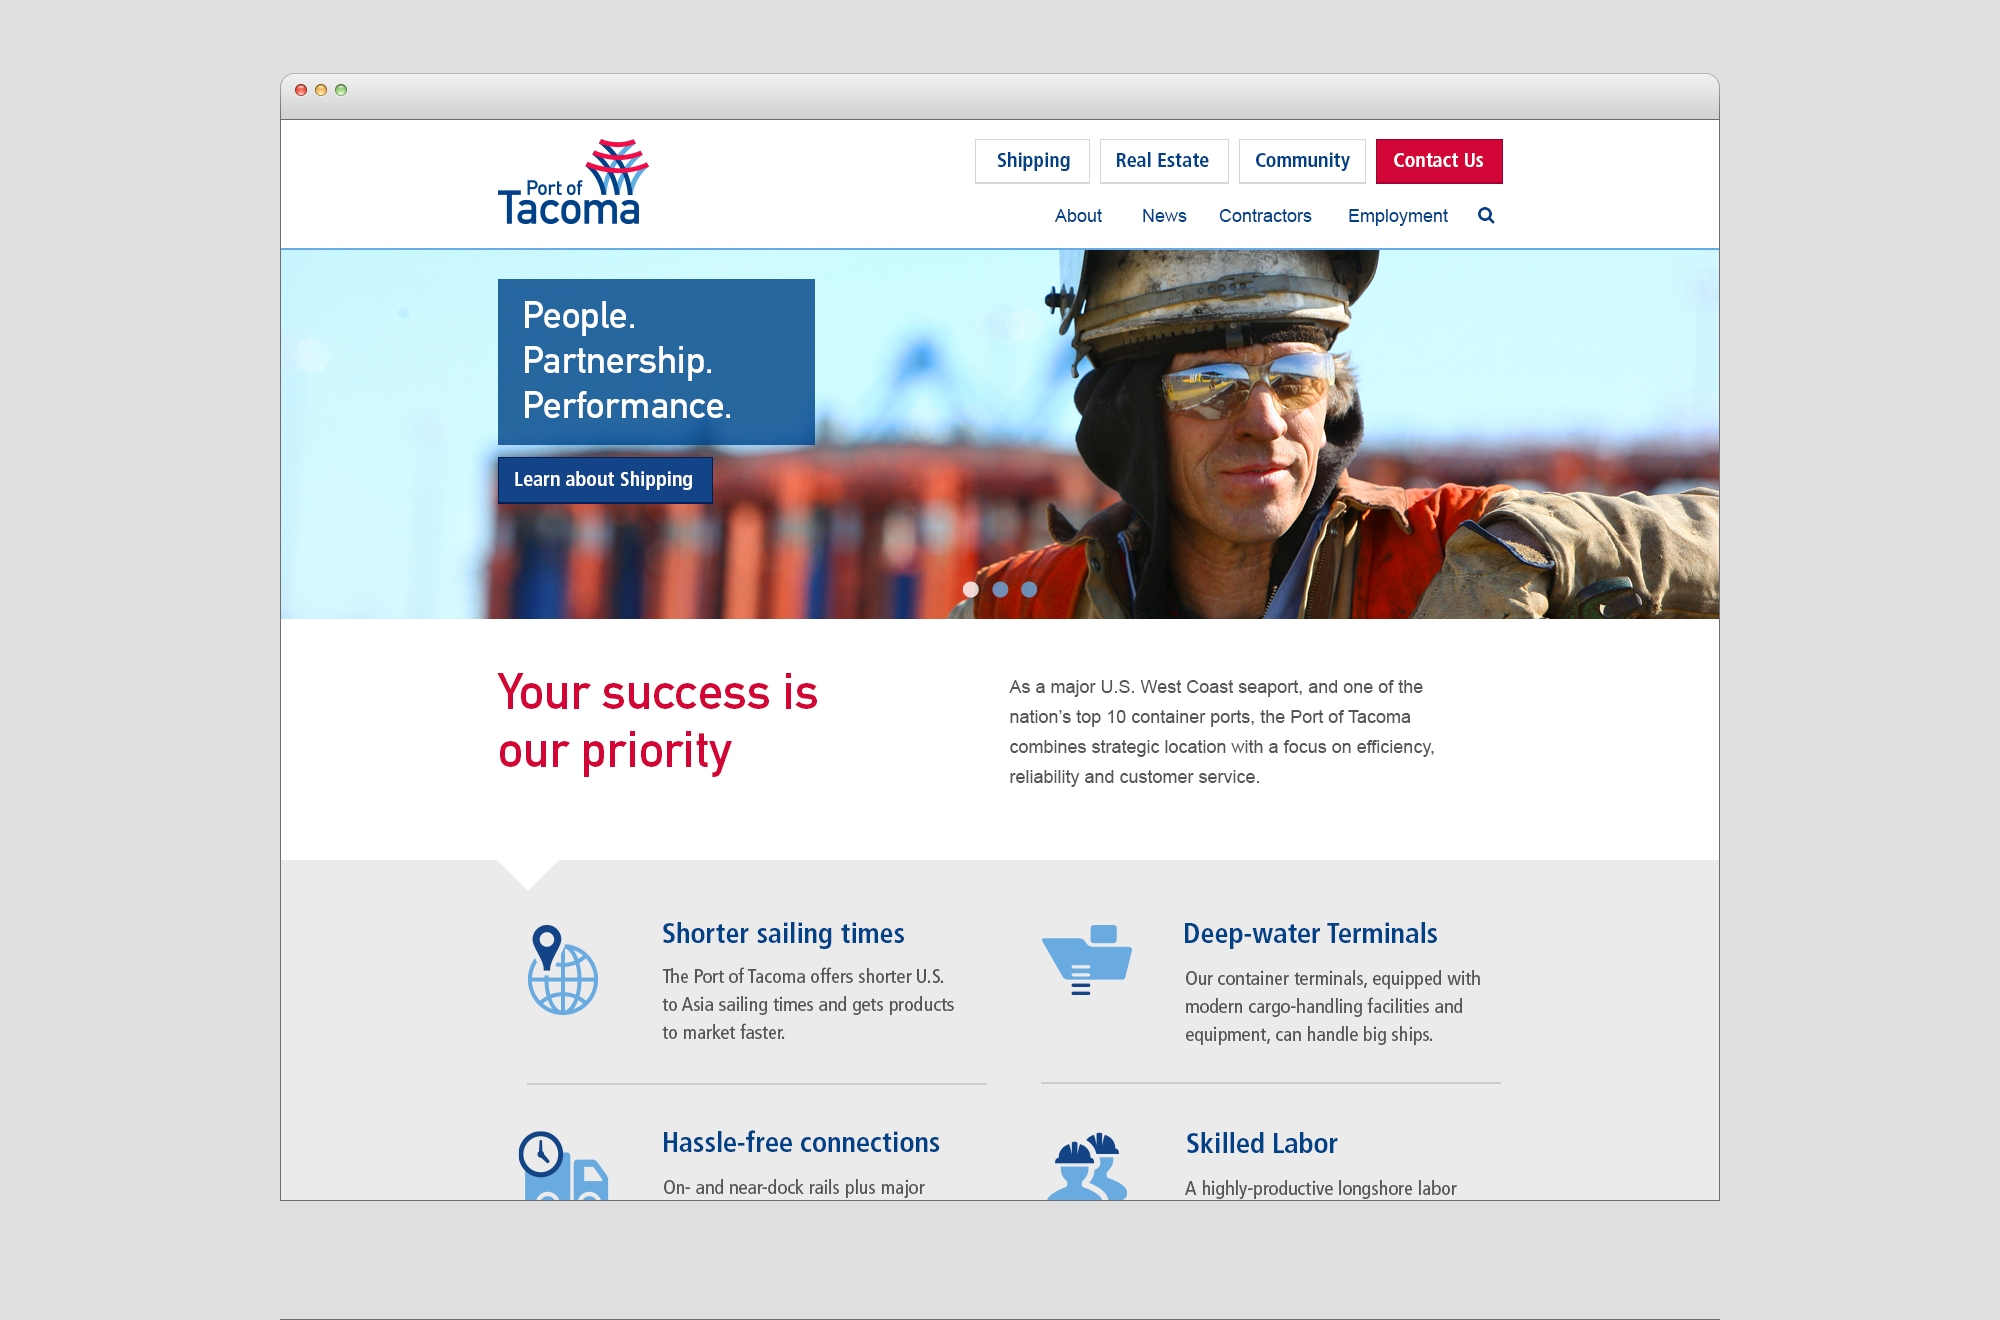 Port of
Tacoma
Shipping
Real Estate
Community
Contact Us
About
News
Contractors
Employment
People.
Partnership.
Performance.
Learn about Shipping
Your success is
our priority
As a major U.S. West Coast seaport, and one of the
nation’s top 10 container ports, the Port of Tacoma
combines strategic location with a focus on efficiency,
reliability and customer service.
Shorter sailing times
The Port of Tacoma offers shorter U.S.
to Asia sailing times and gets products
to market faster.
Deep-water Terminals
Our container terminals, equipped with
modern cargo-handling facilities and
equipment, can handle big ships.
Hassle-free connections
On- and near-dock rails plus major
Skilled Labor
A highly-productive longshore labor